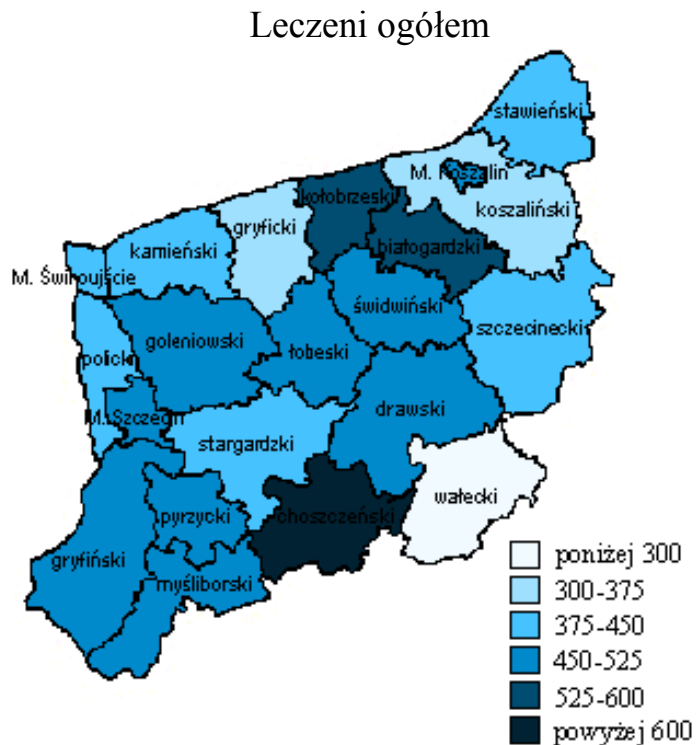 Leczeni ogółem
stawieński
M. Koszalin
kołobrzeski
koszaliński
gryficki
białogardzki
kamieński
M. Świnoujście
świdwiński
szczecinecki
goleniowski
policki
łobeski
drawski
M. Szczecin
stargardzki
wałecki
pyrzycki
choszczeński
gryfiński
myśliborski
poniżej 300
300-375
375-450
450-525
525-600
powyżej 600